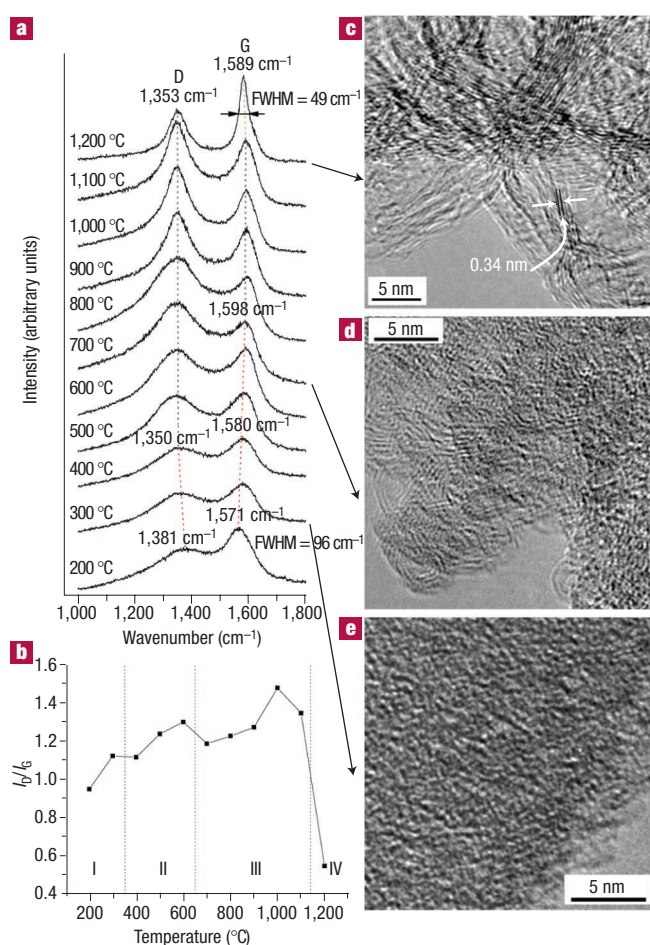 a
G
1,589 cm⁻¹
D
1,353 cm⁻¹
FWHM = 49 cm⁻¹
1,200 °C
1,100 °C
1,000 °C
900 °C
800 °C
1,598 cm⁻¹
700 °C
600 °C
500 °C
1,350 cm⁻¹
1,580 cm⁻¹
400 °C
300 °C
1,571 cm⁻¹
1,381 cm⁻¹
FWHM = 96 cm⁻¹
200 °C
Intensity (arbitrary units)
1,000 1,200 1,400 1,600 1,800
Wavenumber (cm⁻¹)
b
1.6
1.4
1.2
1.0
0.8
0.6
0.4
I_D/I_G
I II III IV
200 400 600 800 1,000 1,200
Temperature (°C)
c
0.34 nm
5 nm
d
5 nm
e
5 nm